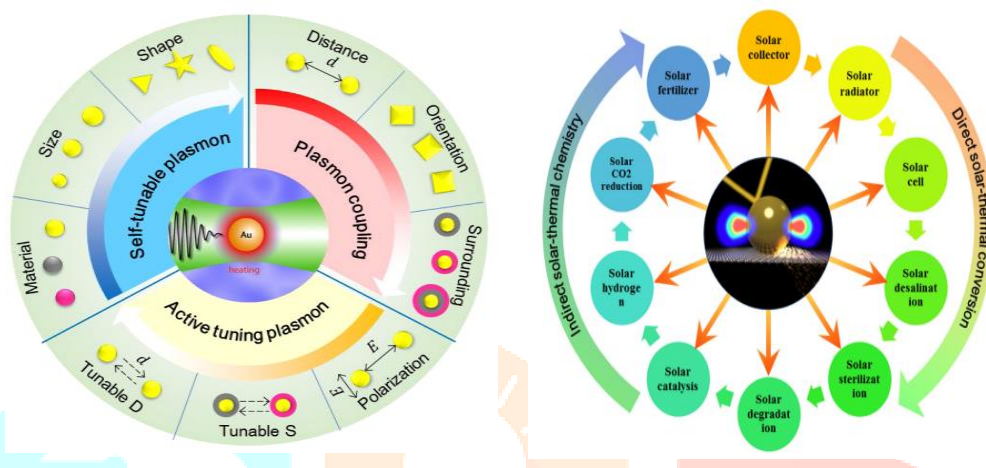 Shape
Distance
d
Size
Orientation
Self-tunable plasmon
Plasmon coupling
Au
heating
Material
Surrounding
Active tuning plasmon
d
Tunable D
Tunable S
E
E
Polarization
Solar
collector
Solar
fertilizer
Solar
radiator
Indirect solar-thermal chemistry
Direct solar-thermal conversion
Solar
CO2
reduction
Solar
cell
Solar
hydroge
n
Solar
desalinat
ion
Solar
catalysis
Solar
sterilizat
ion
Solar
degradat
ion